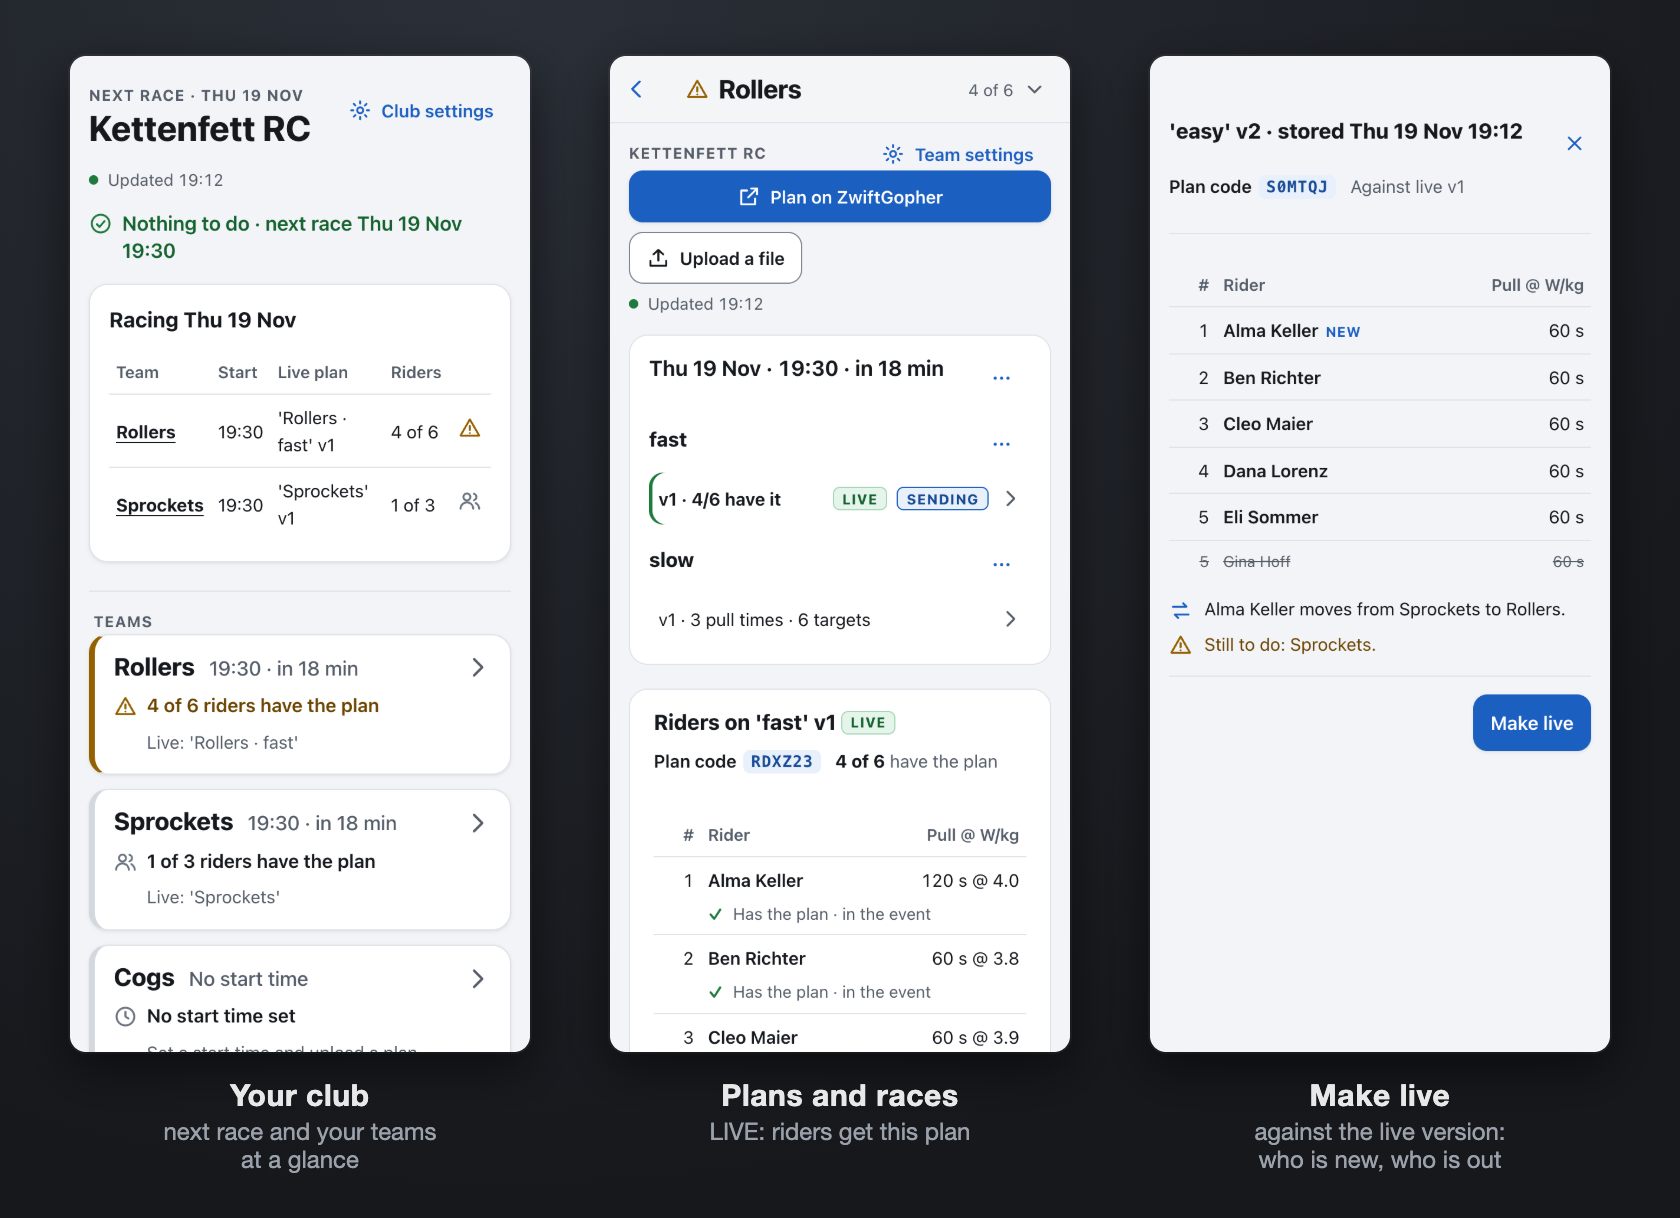 NEXT RACE · THU 19 NOV
Kettenfett RC
Club settings
Updated 19:12
Nothing to do · next race Thu 19 Nov
19:30
Racing Thu 19 Nov
Team Start Live plan Riders
Rollers 19:30 'Rollers · fast' v1 4 of 6
Sprockets 19:30 'Sprockets' v1 1 of 3
TEAMS
Rollers 19:30 · in 18 min
4 of 6 riders have the plan
Live: 'Rollers · fast'
Sprockets 19:30 · in 18 min
1 of 3 riders have the plan
Live: 'Sprockets'
Cogs No start time
No start time set
Set a start time and upload a plan
Your club
next race and your teams
at a glance
Rollers
4 of 6
KETTENFETT RC
Team settings
Plan on ZwiftGopher
Upload a file
Updated 19:12
Thu 19 Nov · 19:30 · in 18 min
...
fast
...
v1 · 4/6 have it LIVE SENDING
slow
...
v1 · 3 pull times · 6 targets
Riders on 'fast' v1 LIVE
Plan code RDXZ23 4 of 6 have the plan
# Rider Pull @ W/kg
1 Alma Keller 120 s @ 4.0
Has the plan · in the event
2 Ben Richter 60 s @ 3.8
Has the plan · in the event
3 Cleo Maier 60 s @ 3.9
Plans and races
LIVE: riders get this plan
'easy' v2 · stored Thu 19 Nov 19:12
Plan code S0MTQJ Against live v1
# Rider Pull @ W/kg
1 Alma Keller NEW 60 s
2 Ben Richter 60 s
3 Cleo Maier 60 s
4 Dana Lorenz 60 s
5 Eli Sommer 60 s
5 Gina Hoff 60 s
Alma Keller moves from Sprockets to Rollers.
Still to do: Sprockets.
Make live
Make live
against the live version:
who is new, who is out